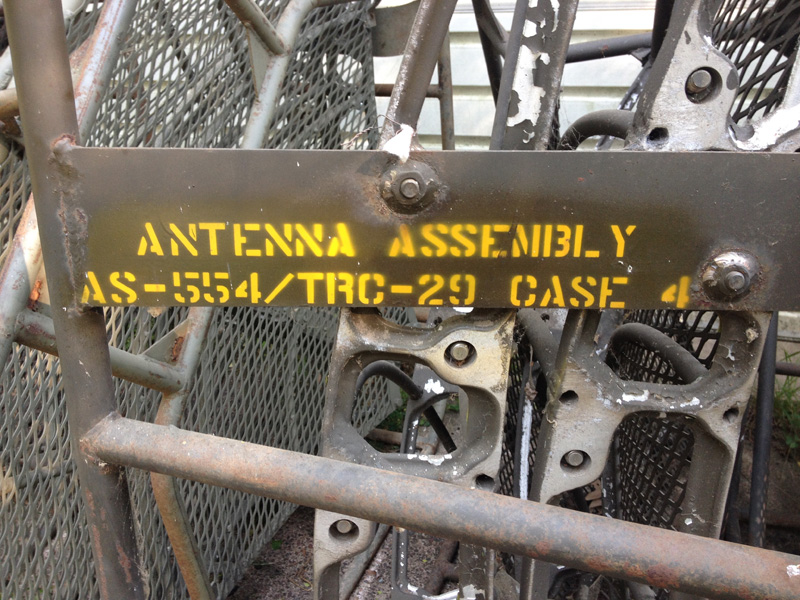 ANTENNA ASSEMBLY
AS-554/TRC-29 CASE 4